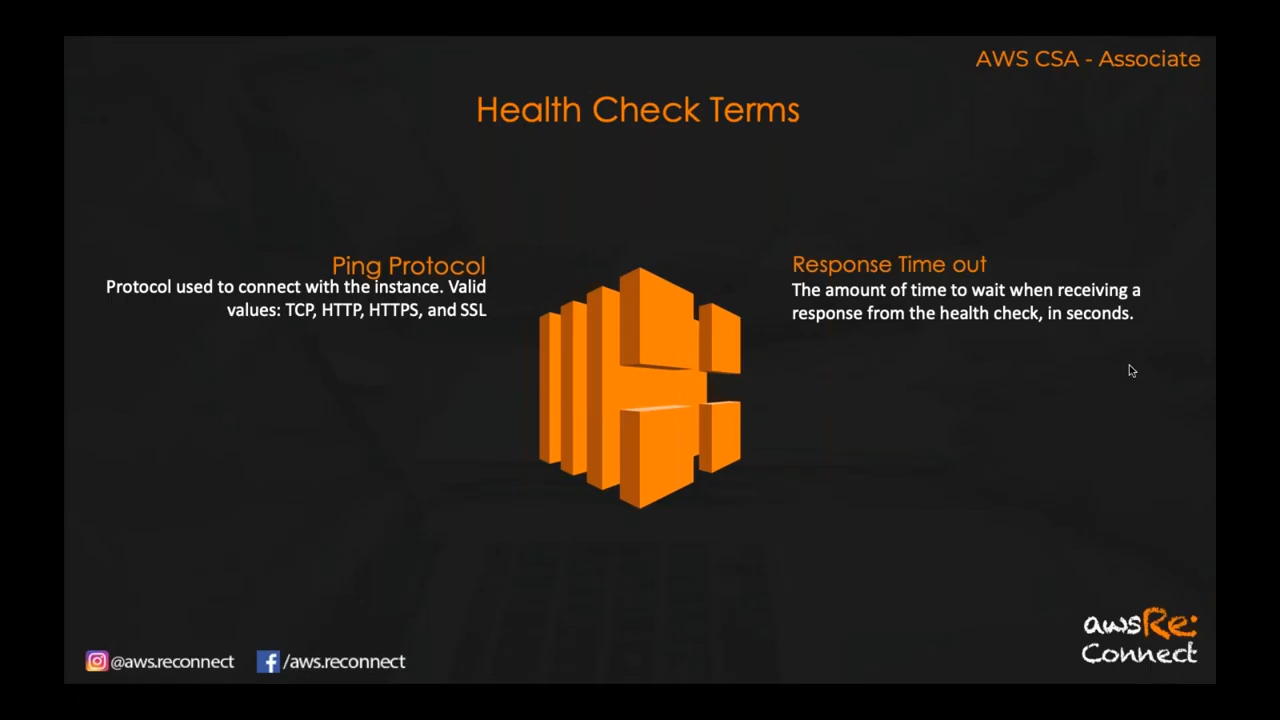 AWS CSA - Associate
Health Check Terms
Ping Protocol
Protocol used to connect with the instance. Valid
values: TCP, HTTP, HTTPS, and SSL
Response Time out
The amount of time to wait when receiving a
response from the health check, in seconds.
@aws.reconnect
/aws.reconnect
awsRe:
Connect